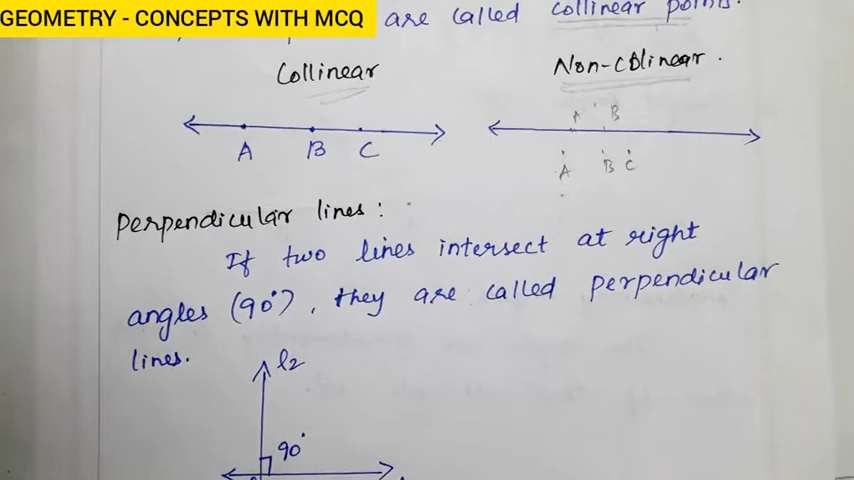 GEOMETRY - CONCEPTS WITH MCQ
are called collinear points.
Collinear
Non-collinear.
A B
A B C
A B C
perpendicular lines:
If two lines intersect at right
angles (90°), they are called perpendicular
lines.
l2
90°